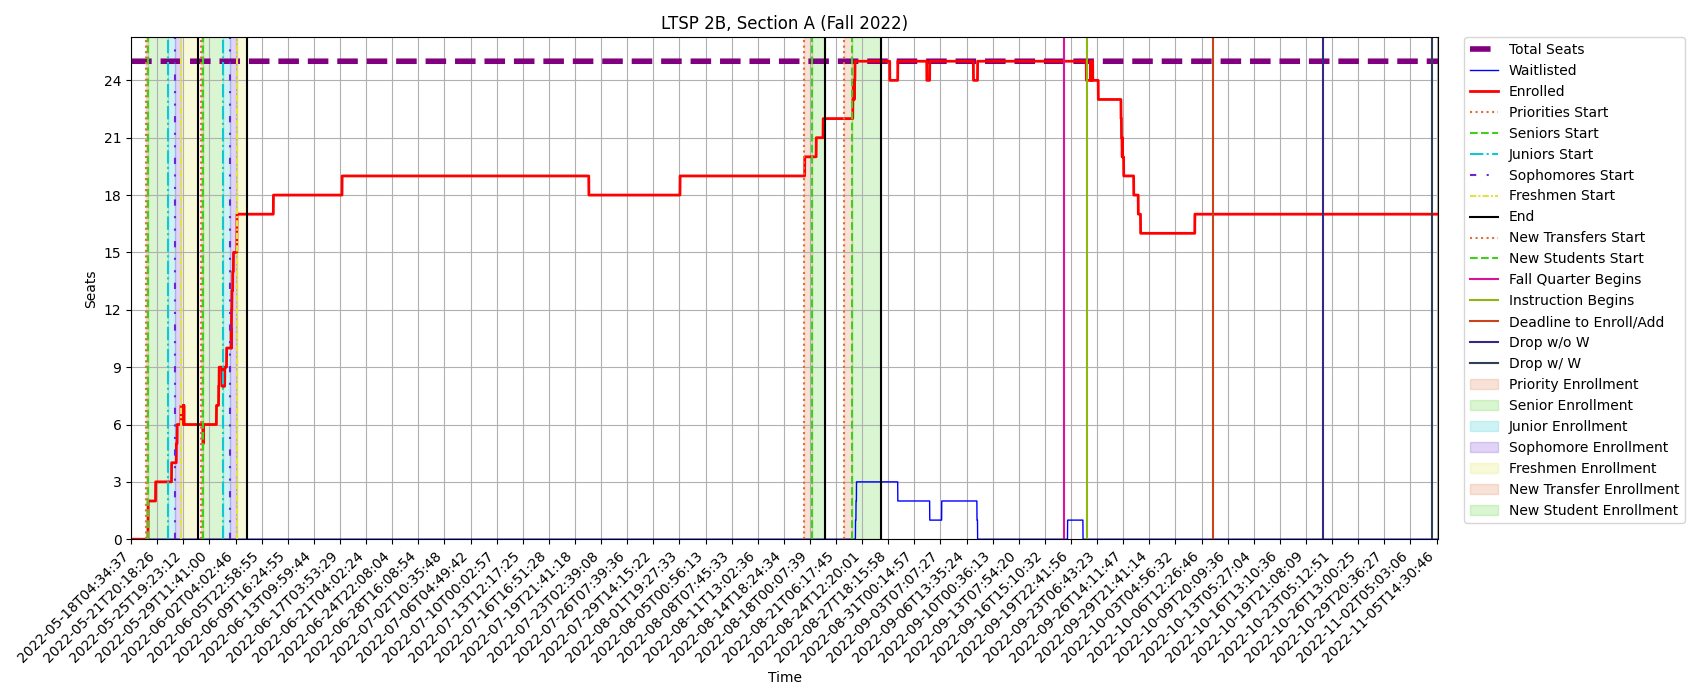 LTSP 2B, Section A (Fall 2022)
Seats
24
21
18
15
12
9
6
3
0
2022-05-18T04:34:37
2022-05-21T20:18:26
2022-05-25T19:23:12
2022-05-29T11:41:00
2022-06-02T04:02:46
2022-06-05T22:58:55
2022-06-09T16:24:55
2022-06-13T09:59:44
2022-06-17T03:53:29
2022-06-21T04:02:24
2022-06-24T22:08:04
2022-06-28T16:08:54
2022-07-02T10:35:48
2022-07-06T04:49:42
2022-07-10T00:02:57
2022-07-13T12:17:25
2022-07-16T16:51:28
2022-07-19T21:41:18
2022-07-23T02:39:08
2022-07-26T07:39:36
2022-07-29T14:15:22
2022-08-01T19:27:33
2022-08-05T00:56:13
2022-08-08T07:45:33
2022-08-11T13:02:36
2022-08-14T18:24:34
2022-08-18T00:07:39
2022-08-21T06:17:45
2022-08-24T12:20:01
2022-08-27T18:15:58
2022-08-31T00:14:57
2022-09-03T07:07:27
2022-09-06T13:35:24
2022-09-10T00:36:13
2022-09-13T07:54:20
2022-09-16T15:10:32
2022-09-19T22:41:56
2022-09-23T06:43:23
2022-09-26T14:11:47
2022-09-29T21:41:14
2022-10-03T04:56:32
2022-10-06T12:26:46
2022-10-09T20:09:36
2022-10-13T05:27:04
2022-10-16T13:10:36
2022-10-19T21:08:09
2022-10-23T05:12:51
2022-10-26T13:00:25
2022-10-29T20:36:27
2022-11-02T05:03:06
2022-11-05T14:30:46
Time
Total Seats
Waitlisted
Enrolled
Priorities Start
Seniors Start
Juniors Start
Sophomores Start
Freshmen Start
End
New Transfers Start
New Students Start
Fall Quarter Begins
Instruction Begins
Deadline to Enroll/Add
Drop w/o W
Drop w/ W
Priority Enrollment
Senior Enrollment
Junior Enrollment
Sophomore Enrollment
Freshmen Enrollment
New Transfer Enrollment
New Student Enrollment